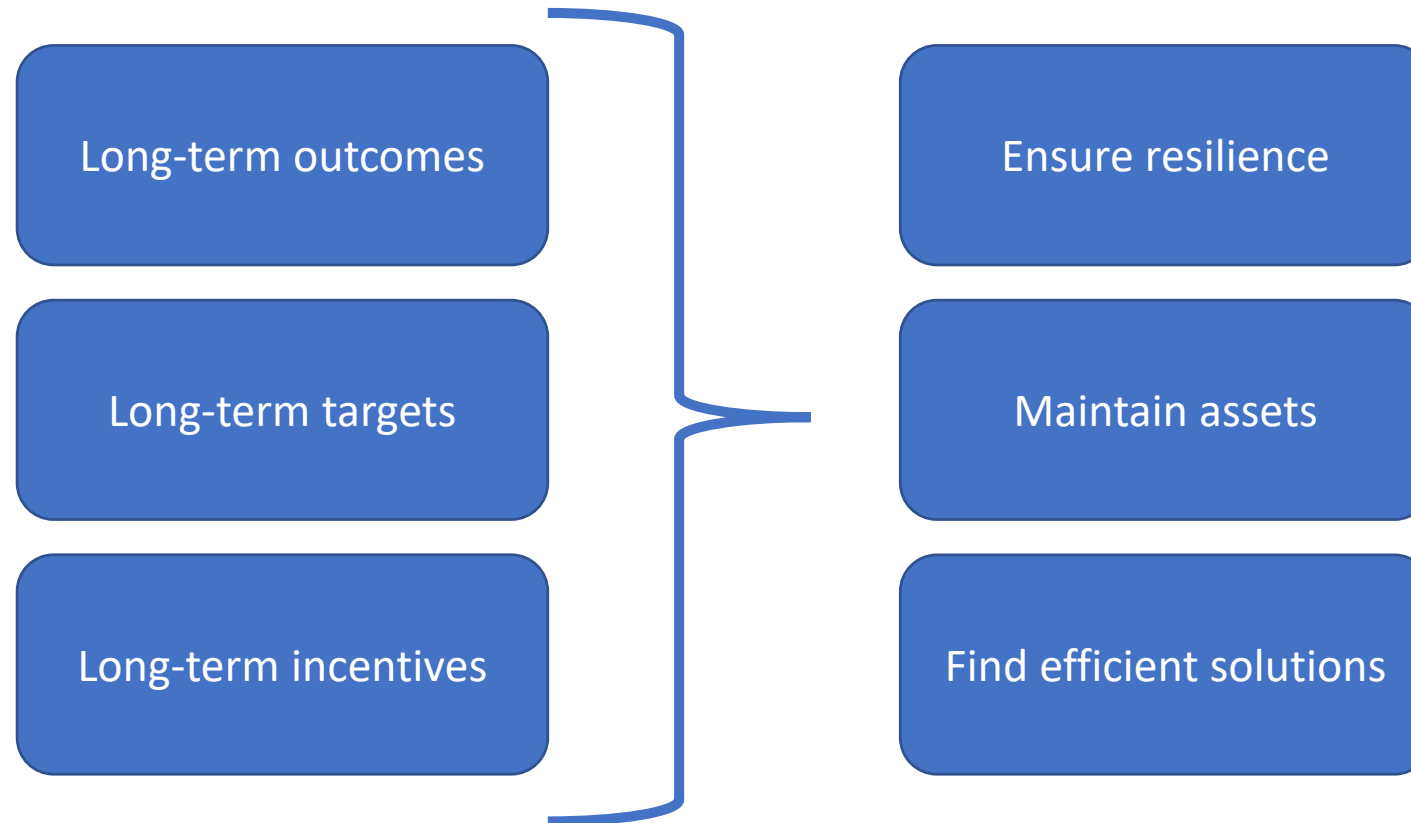 Long-term outcomes
Long-term targets
Long-term incentives
Ensure resilience
Maintain assets
Find efficient solutions